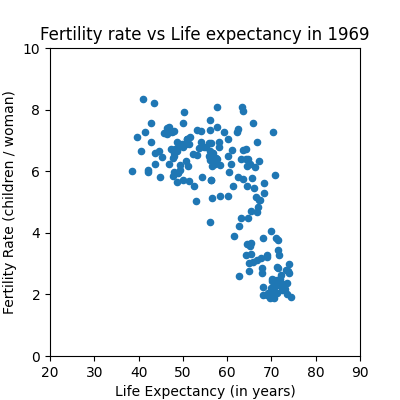 Fertility rate vs Life expectancy in 1969
Fertility Rate (children / woman)
10
8
6
4
2
0
20 30 40 50 60 70 80 90
Life Expectancy (in years)